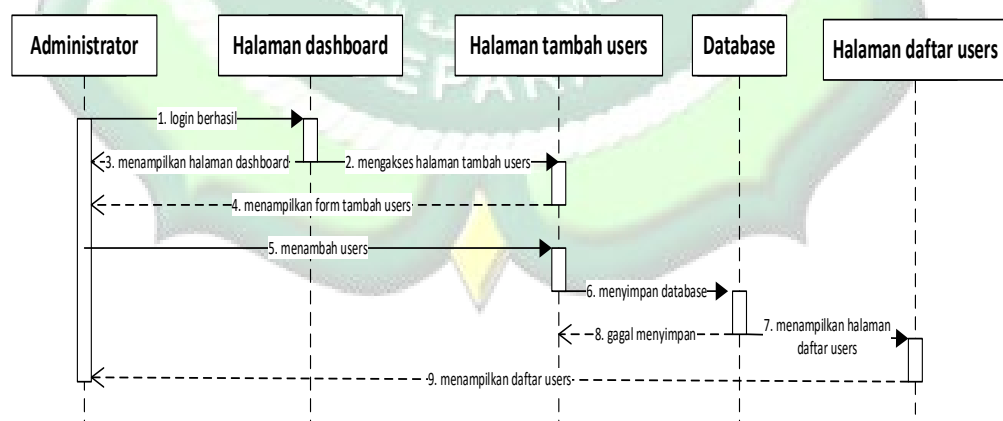 Administrator
Halaman dashboard
Halaman tambah users
Database
Halaman daftar users
EPAR
1. login berhasil
3. menampilkan halaman dashboard
2. mengakses halaman tambah users
4. menampilkan form tambah users
5. menambah users
6. menyimpan database
8. gagal menyimpan
7. menampilkan halaman
daftar users
9. menampilkan daftar users